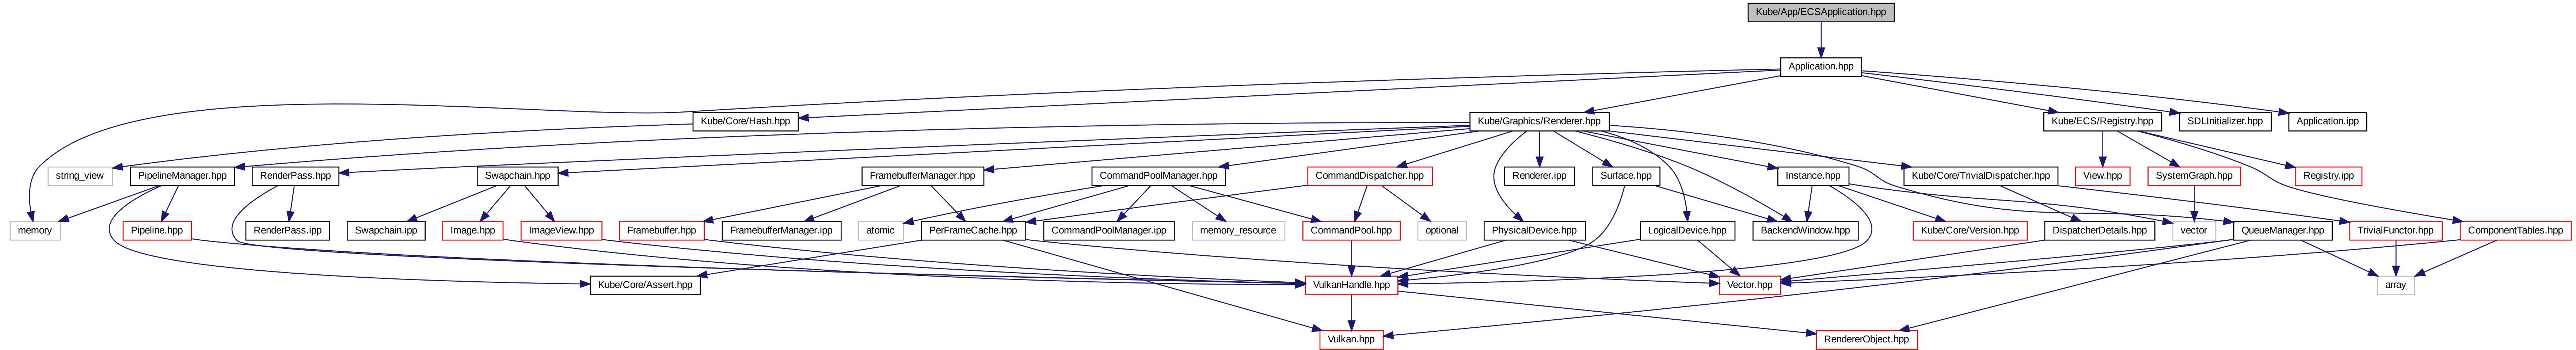 Kube/App/ECSApplication.hpp
Application.hpp
Kube/Core/Hash.hpp
Kube/Graphics/Renderer.hpp
Kube/ECS/Registry.hpp
SDLInitializer.hpp
Application.ipp
string_view
PipelineManager.hpp
RenderPass.hpp
Swapchain.hpp
FramebufferManager.hpp
CommandPoolManager.hpp
CommandDispatcher.hpp
Renderer.ipp
Surface.hpp
Instance.hpp
Kube/Core/TrivialDispatcher.hpp
View.hpp
SystemGraph.hpp
Registry.ipp
memory
Pipeline.hpp
RenderPass.ipp
Swapchain.ipp
Image.hpp
ImageView.hpp
Framebuffer.hpp
FramebufferManager.ipp
atomic
PerFrameCache.hpp
CommandPoolManager.ipp
memory_resource
CommandPool.hpp
optional
PhysicalDevice.hpp
LogicalDevice.hpp
BackendWindow.hpp
Kube/Core/Version.hpp
DispatcherDetails.hpp
vector
QueueManager.hpp
TrivialFunctor.hpp
ComponentTables.hpp
Kube/Core/Assert.hpp
VulkanHandle.hpp
Vector.hpp
array
Vulkan.hpp
RendererObject.hpp